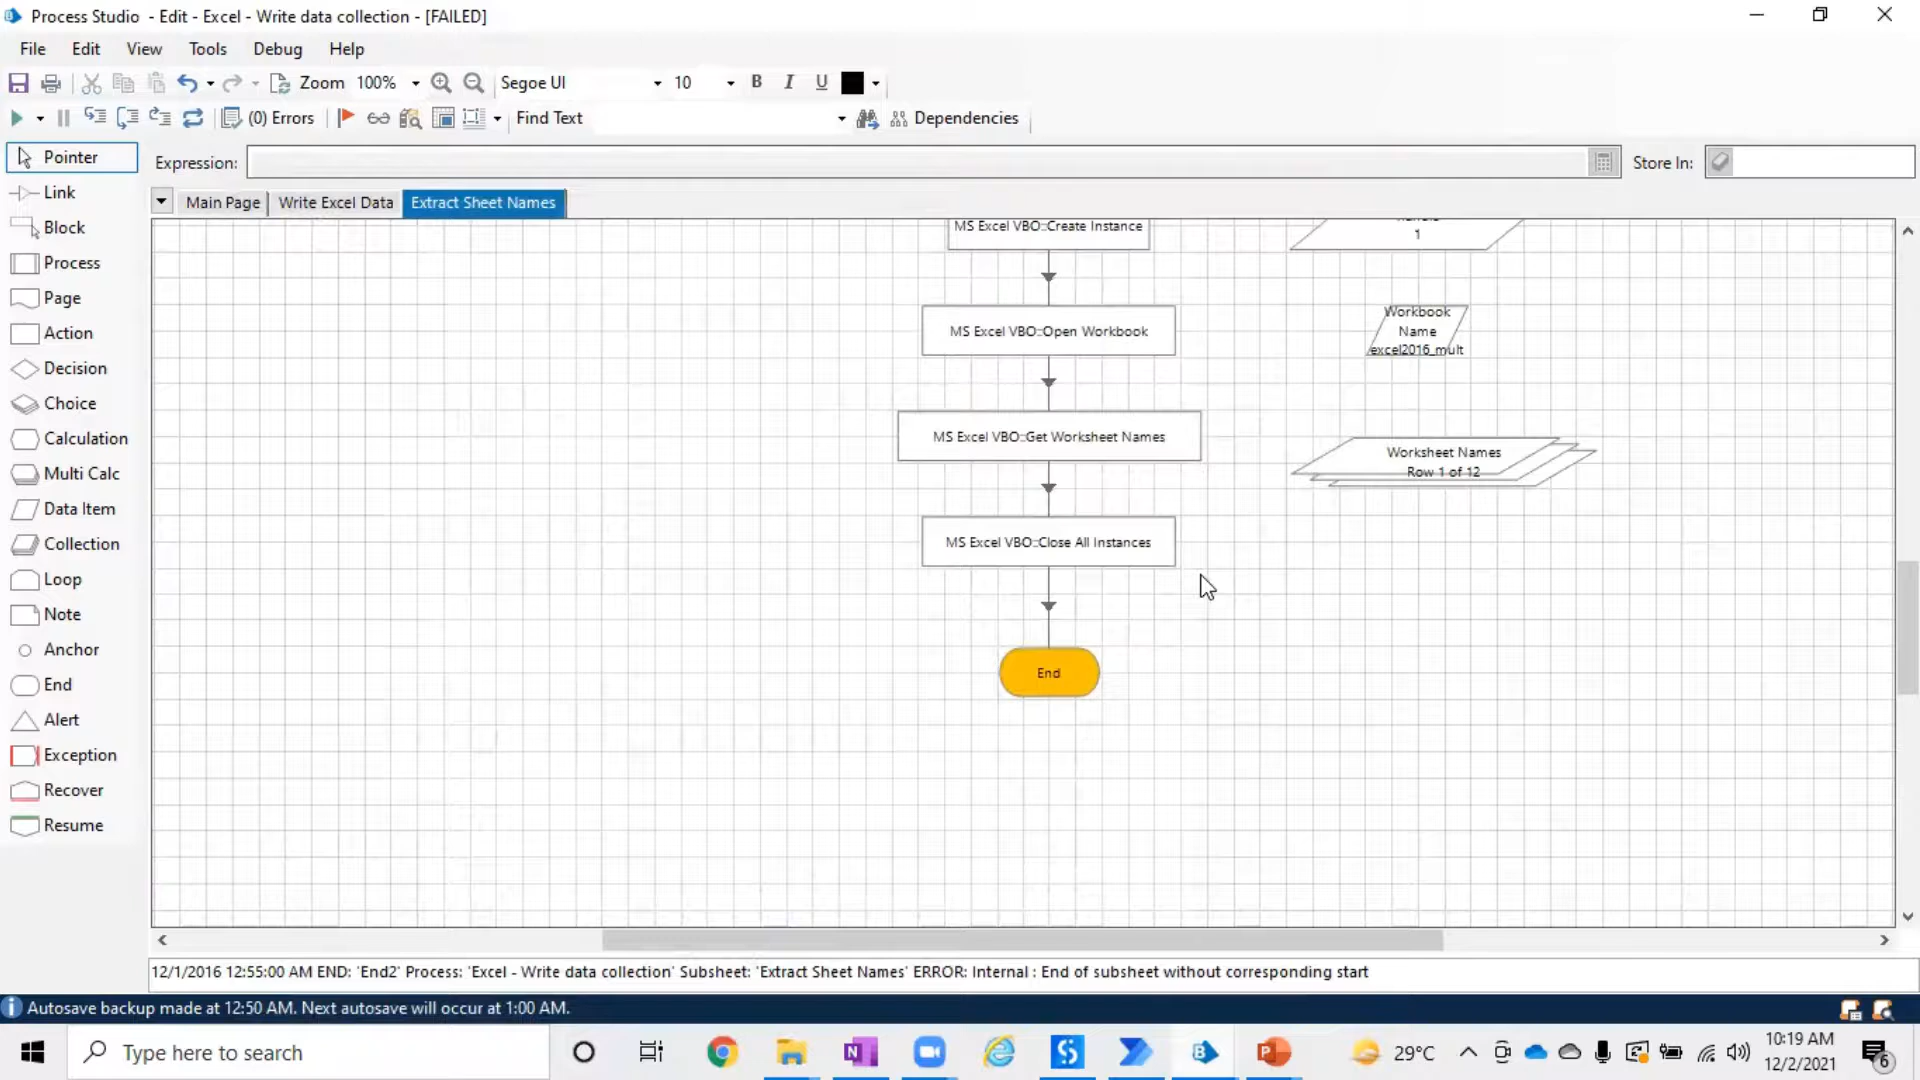 Process Studio - Edit - Excel - Write data collection - [FAILED]
File Edit View Tools Debug Help
Zoom 100% Segoe UI 10 B I U
(0) Errors Find Text Dependencies
Pointer
Expression: Store In:
Link
Main Page Write Excel Data Extract Sheet Names
Block
MS Excel VBO::Create Instance
1
Process
Page
Workbook
Name
excel2016_mult
MS Excel VBO::Open Workbook
Action
Decision
Choice
Calculation
MS Excel VBO::Get Worksheet Names
Worksheet Names
Row 1 of 12
Multi Calc
Data Item
Collection
MS Excel VBO::Close All Instances
Loop
Note
Anchor
End
End
Alert
Exception
Recover
Resume
12/1/2016 12:55:00 AM END: 'End2' Process: 'Excel - Write data collection' Subsheet: 'Extract Sheet Names' ERROR: Internal : End of subsheet without corresponding start
Autosave backup made at 12:50 AM. Next autosave will occur at 1:00 AM.
Type here to search
29°C
10:19 AM
12/2/2021
6